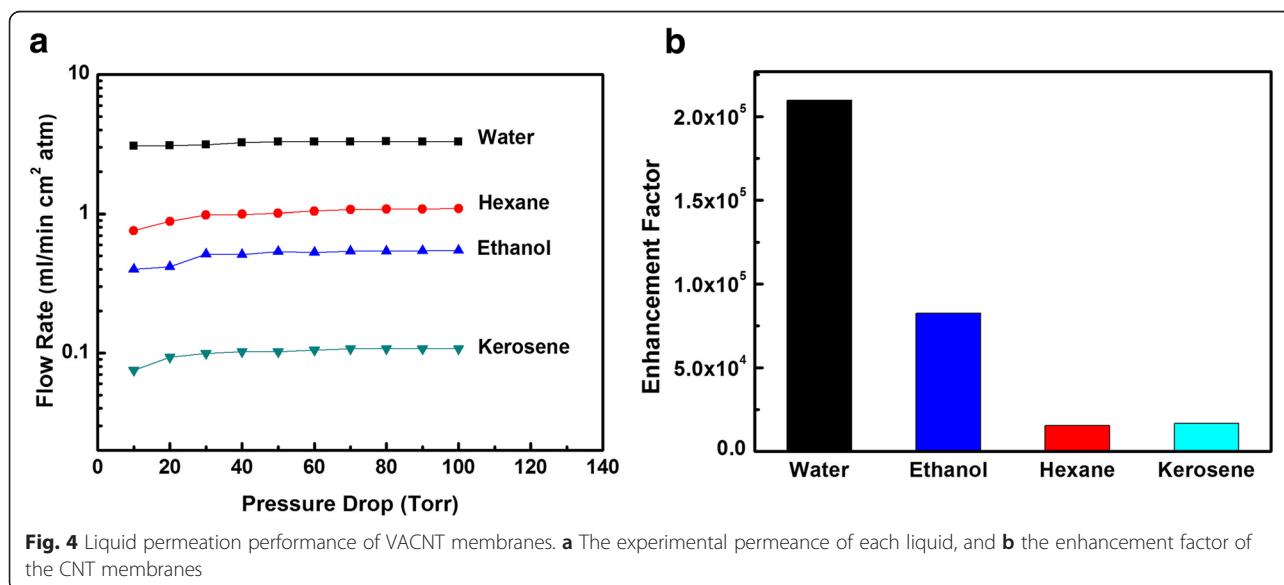 a
Flow Rate (ml/min cm² atm)
10
1
0.1
0 20 40 60 80 100 120 140
Pressure Drop (Torr)
Water
Hexane
Ethanol
Kerosene
b
Enhancement Factor
2.0x10⁵
1.5x10⁵
1.0x10⁵
5.0x10⁴
0.0
Water Ethanol Hexane Kerosene
Fig. 4 Liquid permeation performance of VACNT membranes. a The experimental permeance of each liquid, and b the enhancement factor of
the CNT membranes